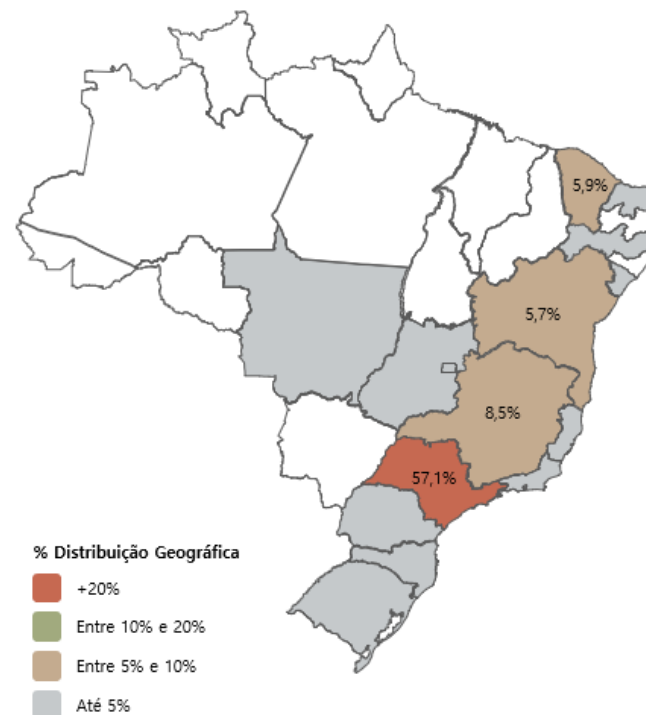 5,9%
5,7%
8,5%
57,1%
% Distribuição Geográfica
+20%
Entre 10% e 20%
Entre 5% e 10%
Até 5%